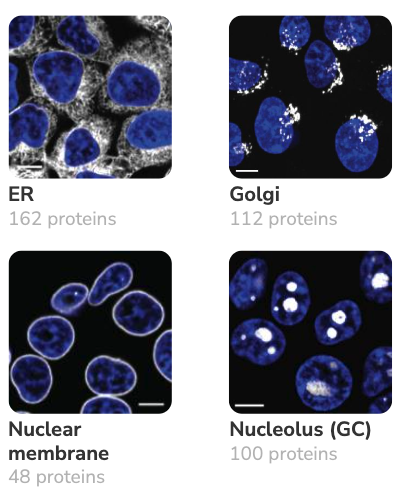 ER
162 proteins
Golgi
112 proteins
Nuclear
membrane
48 proteins
Nucleolus (GC)
100 proteins